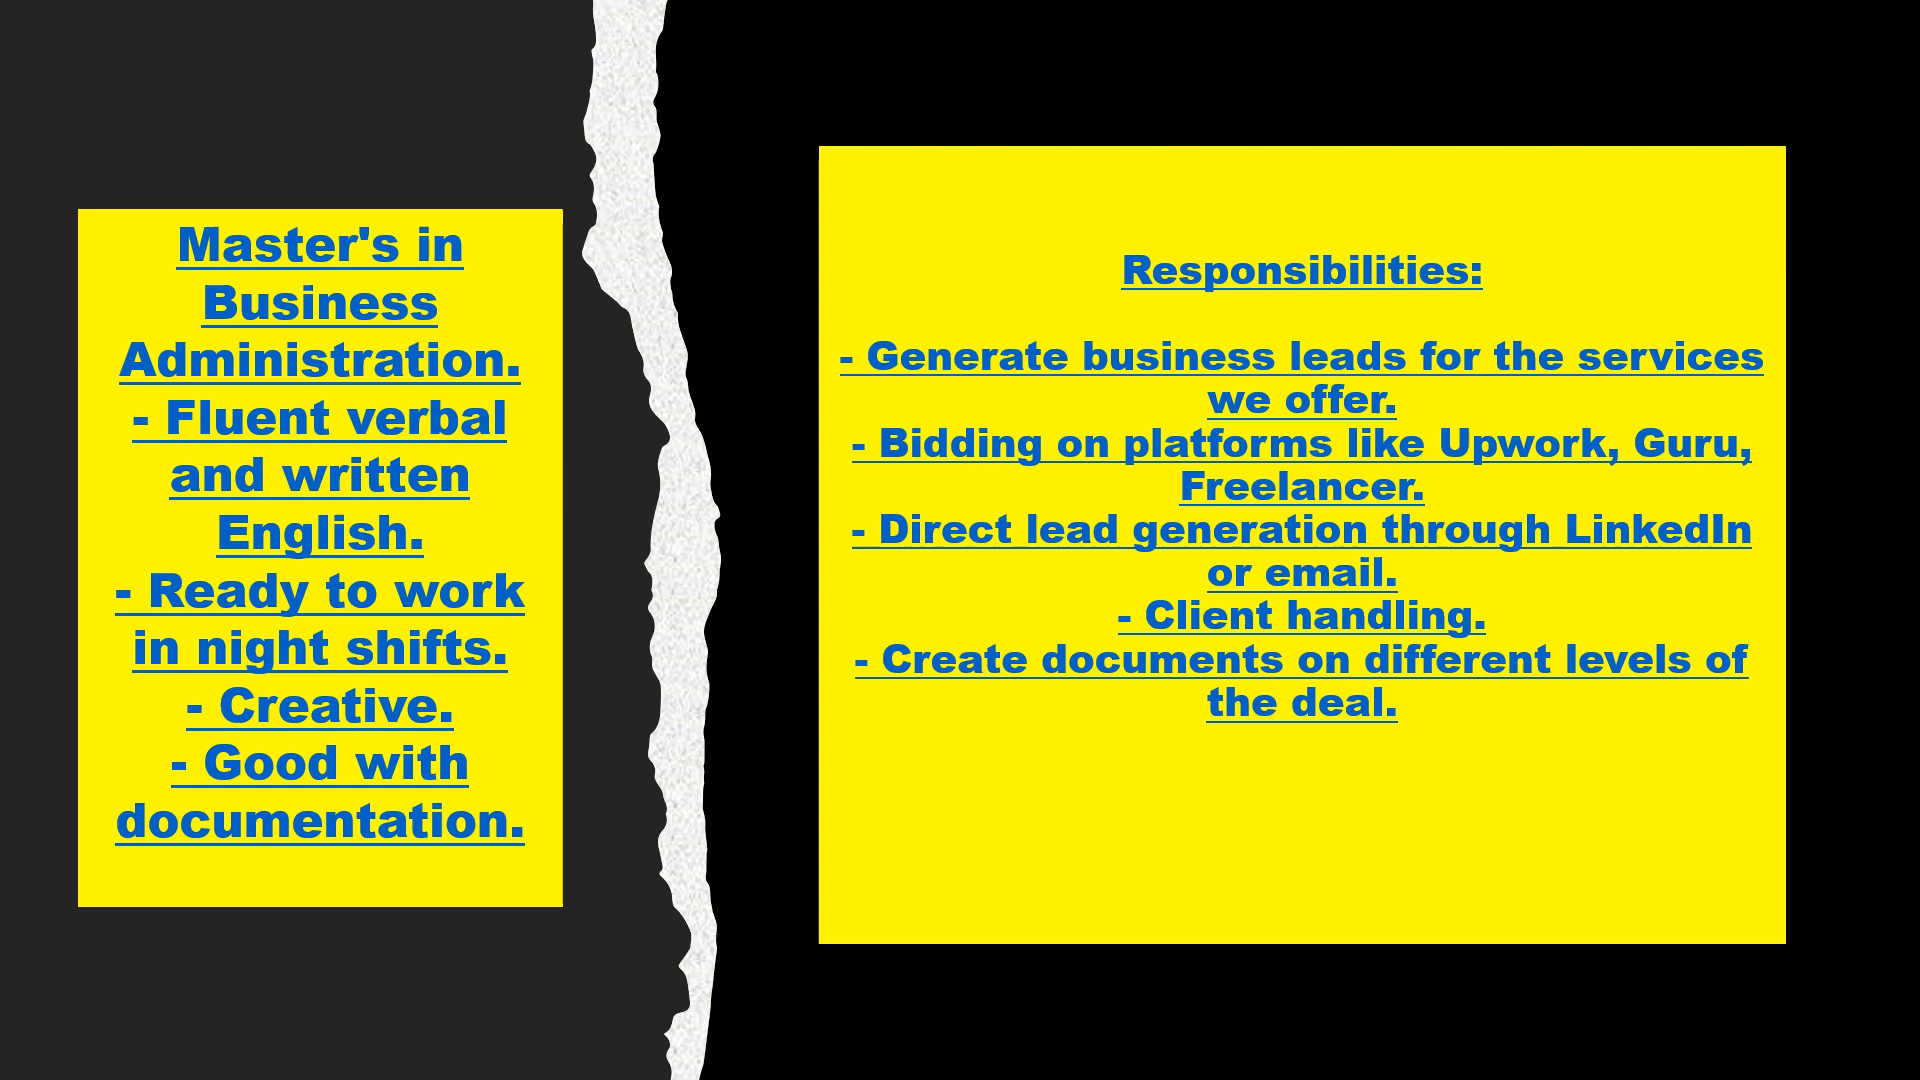 Master's in
Business
Administration.
- Fluent verbal
and written
English.
- Ready to work
in night shifts.
- Creative.
- Good with
documentation.
Responsibilities:
- Generate business leads for the services
we offer.
- Bidding on platforms like Upwork, Guru,
Freelancer.
- Direct lead generation through LinkedIn
or email.
- Client handling.
- Create documents on different levels of
the deal.